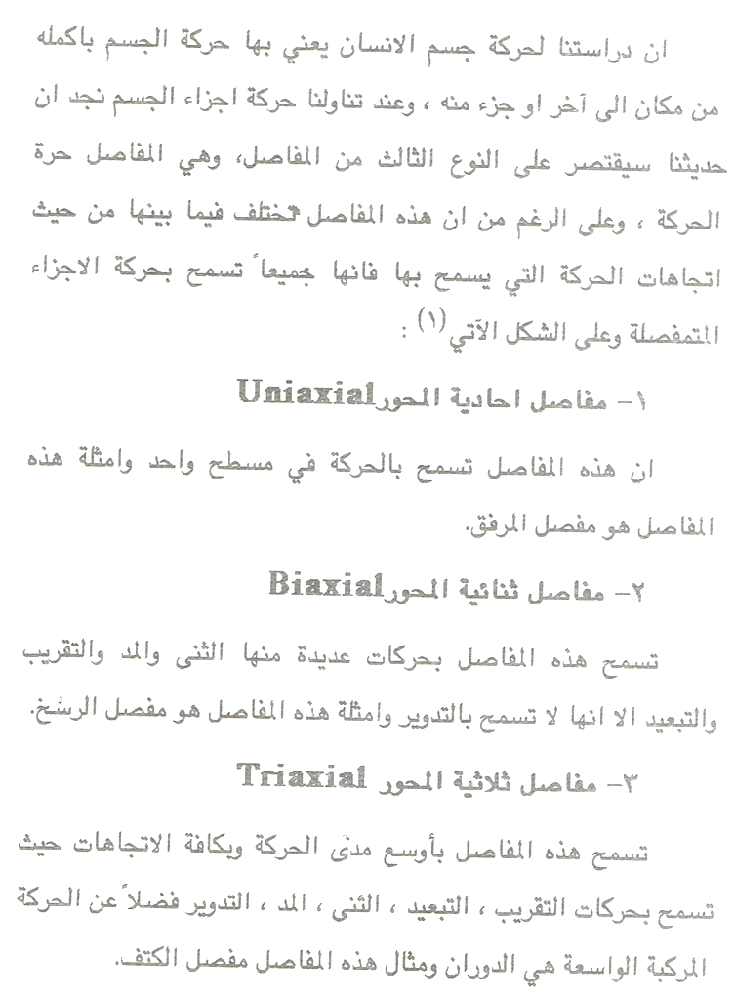 ان دراستنا لحركة جسم الانسان يعني بها حركة الجسم باكمله
من مكان الى آخر او جزء منه ، وعند تناولنا حركة اجزاء الجسم نجد ان
حديثنا سيقتصر على النوع الثالث من المفاصل، وهي المفاصل حرة
الحركة ، وعلى الرغم من ان هذه المفاصل تختلف فيما بينها من حيث
اتجاهات الحركة التي يسمح بها فانها جميعاً تسمح بحركة الاجزاء
المتمفصلة وعلى الشكل الآتي(١) :
١- مفاصل احادية المحورUniaxial
ان هذه المفاصل تسمح بالحركة في مسطح واحد وامثلة هذه
المفاصل هو مفصل المرفق.
٢- مفاصل ثنائية المحورBiaxial
تسمح هذه المفاصل بحركات عديدة منها الثنى والمد والتقريب
والتبعيد الا انها لا تسمح بالتدوير وامثلة هذه المفاصل هو مفصل الرسْخ.
٣- مفاصل ثلاثية المحور Triaxial
تسمح هذه المفاصل بأوسع مدىً الحركة وبكافة الاتجاهات حيث
تسمح بحركات التقريب ، التبعيد ، الثنى ، المد ، التدوير فضلاً عن الحركة
المركبة الواسعة هي الدوران ومثال هذه المفاصل مفصل الكتف.